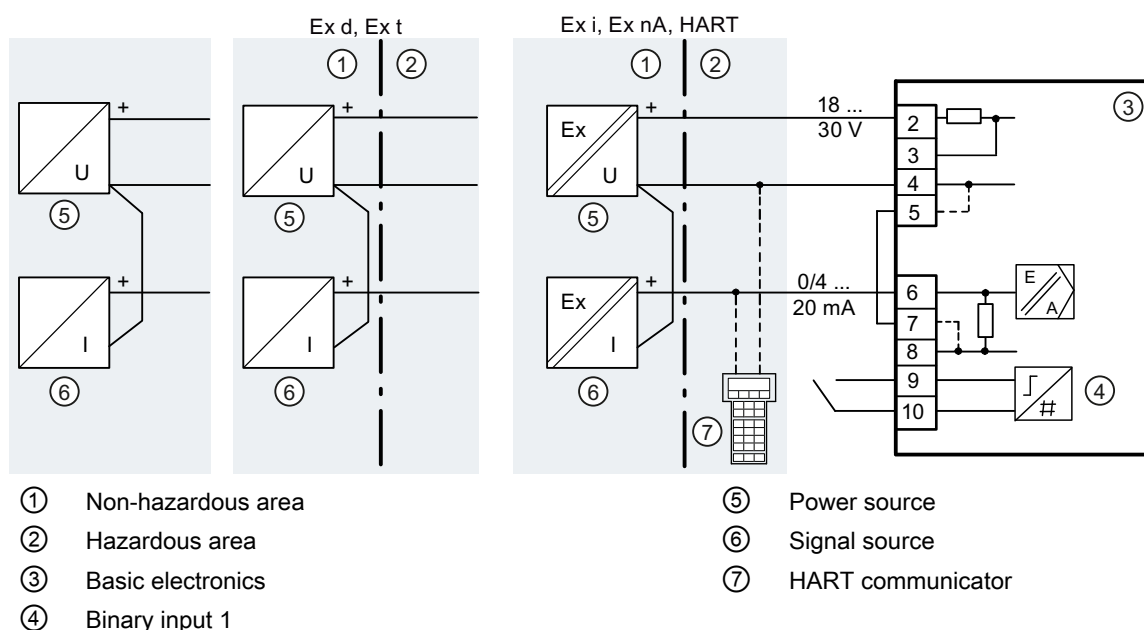 Ex d, Ex t
Ex i, Ex nA, HART
① ② ① ②
+ + + 18 ...
30 V
③
Ex
U U U
⑤ ⑤ ⑤
2
3
4
5
+ + + 0/4 ...
20 mA
Ex
I I I
⑥ ⑥ ⑥
⑦
6
7
8
9
10
E
A
#
④
① Non-hazardous area
② Hazardous area
③ Basic electronics
④ Binary input 1
⑤ Power source
⑥ Signal source
⑦ HART communicator